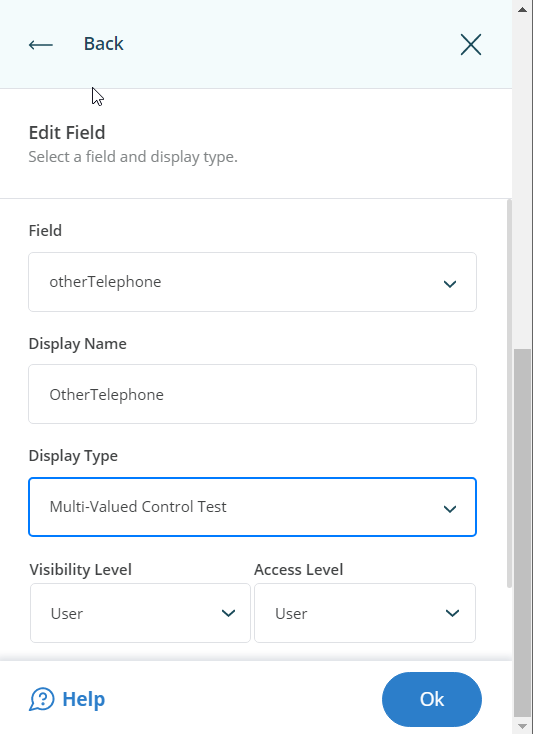 Back
Edit Field
Select a field and display type.
Field
otherTelephone
Display Name
OtherTelephone
Display Type
Multi-Valued Control Test
Visibility Level Access Level
User User
Help Ok